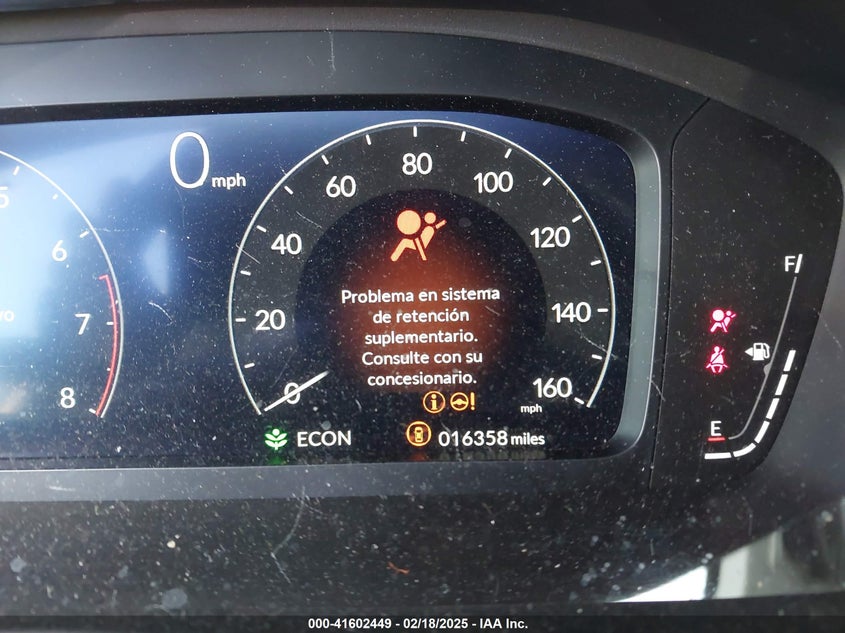 0 mph
5
6
7
8
vo
0
20
40
60
80
100
120
140
160
mph
Problema en sistema
de retención
suplementario.
Consulte con su
concesionario.
i !
ECON
016358 miles
F
E
000-41602449 - 02/18/2025 - IAA Inc.